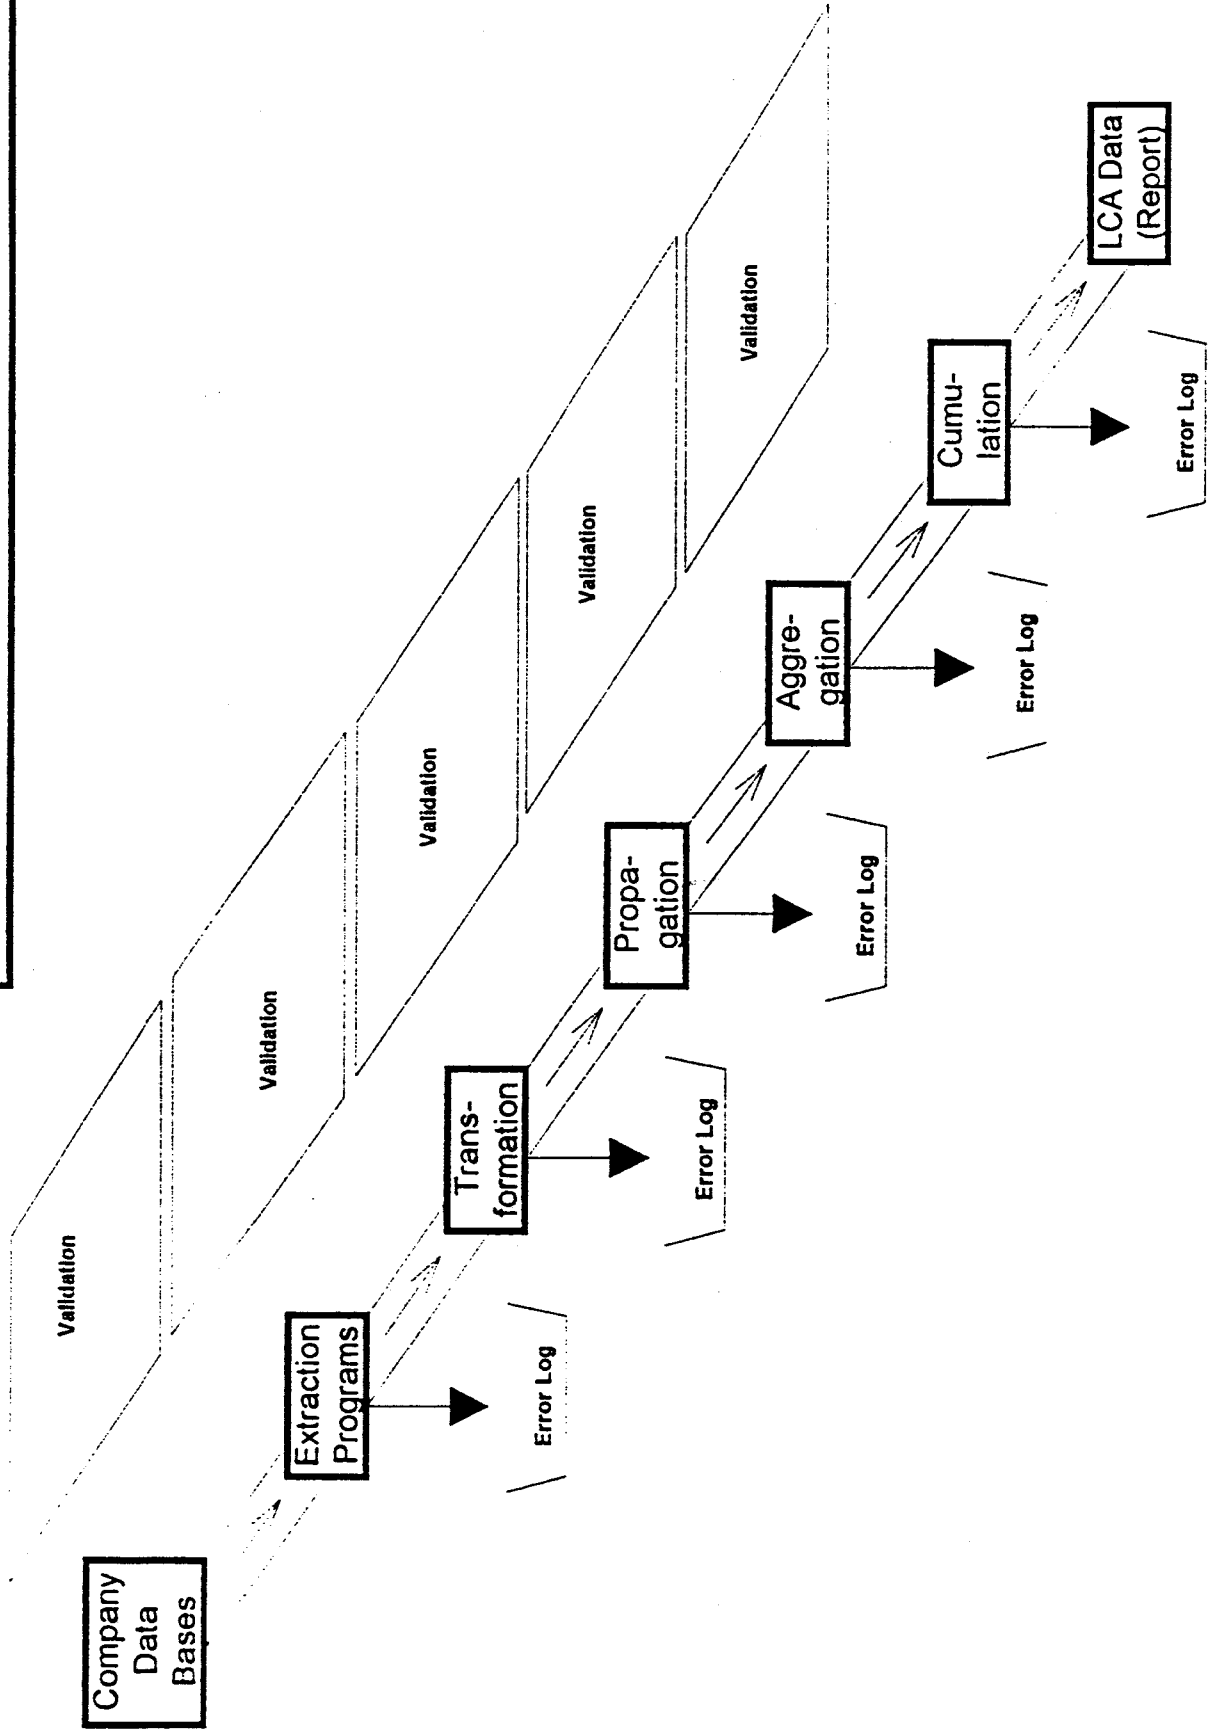 Company
Data
Bases
Extraction
Programs
Trans-
formation
Propa-
gation
Aggre-
gation
Cumu-
lation
LCA Data
(Report)
Validation
Validation
Validation
Validation
Validation
Error Log
Error Log
Error Log
Error Log
Error Log